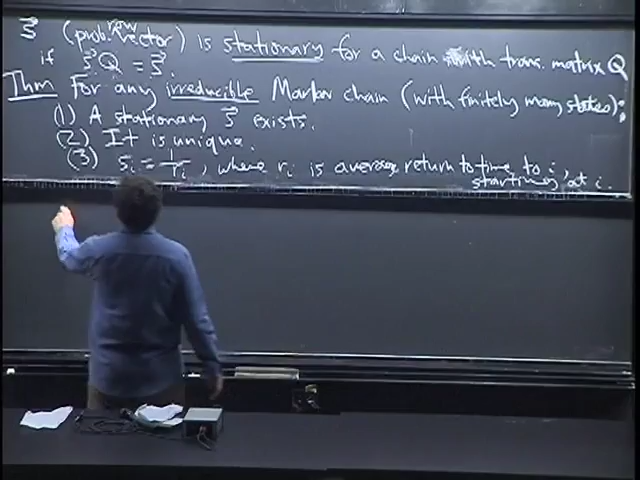 s⃗ (prob. row vector) is stationary for a chain with trans. matrix Q
if s⃗Q = s⃗.
Thm For any irreducible Markov chain (with finitely many states):
(1) A stationary s⃗ exists.
(2) It is unique.
(3) sᵢ = 1/rᵢ, where rᵢ is average return to time to i,
starting at i.